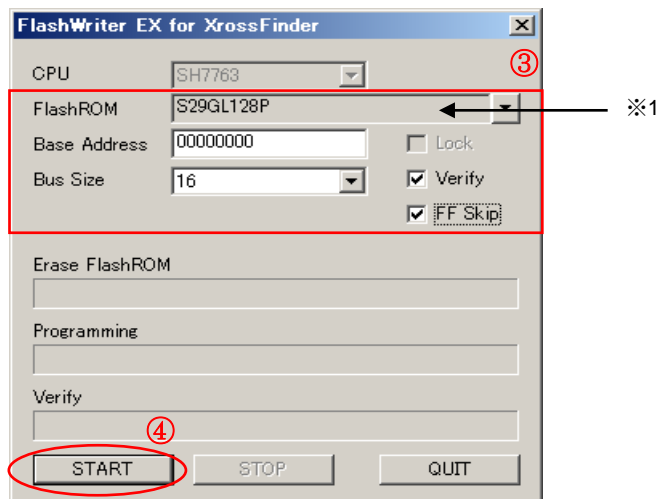 FlashWriter EX for XrossFinder
③
CPU SH7763
FlashROM S29GL128P ※1
Base Address 00000000 Lock
Bus Size 16 Verify
FF Skip
Erase FlashROM
Programming
Verify
④
START STOP QUIT